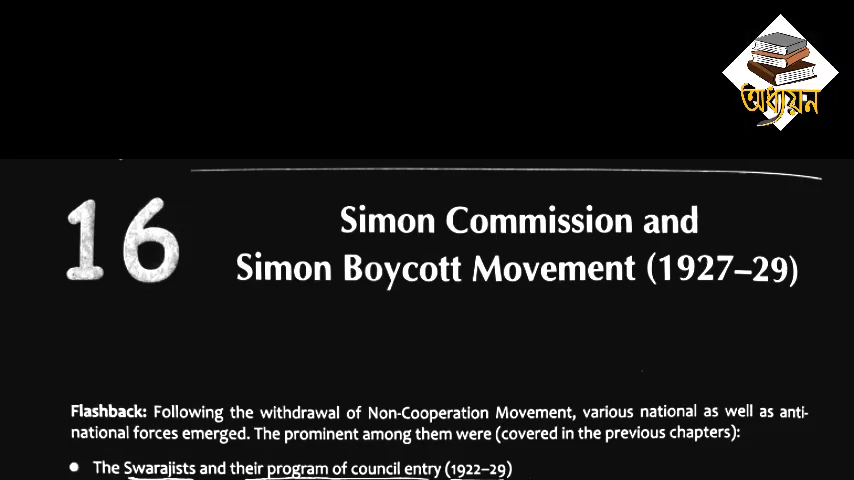 অধ্যয়ন
16
Simon Commission and
Simon Boycott Movement (1927–29)
Flashback: Following the withdrawal of Non-Cooperation Movement, various national as well as anti-
national forces emerged. The prominent among them were (covered in the previous chapters):
• The Swarajists and their program of council entry (1922–29)